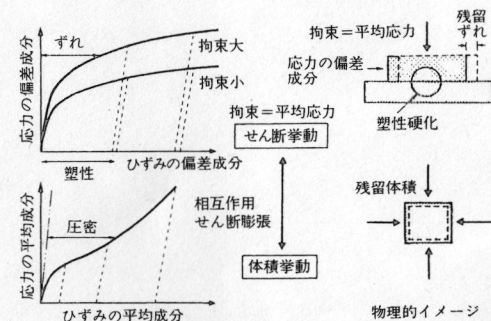 応力の偏差成分
ずれ
拘束大
拘束小
塑性
ひずみの偏差成分
応力の平均成分
圧密
ひずみの平均成分
拘束=平均応力
せん断挙動
相互作用
せん断膨張
体積挙動
拘束=平均応力
残留
ずれ
応力の偏差
成分
塑性硬化
残留体積
物理的イメージ